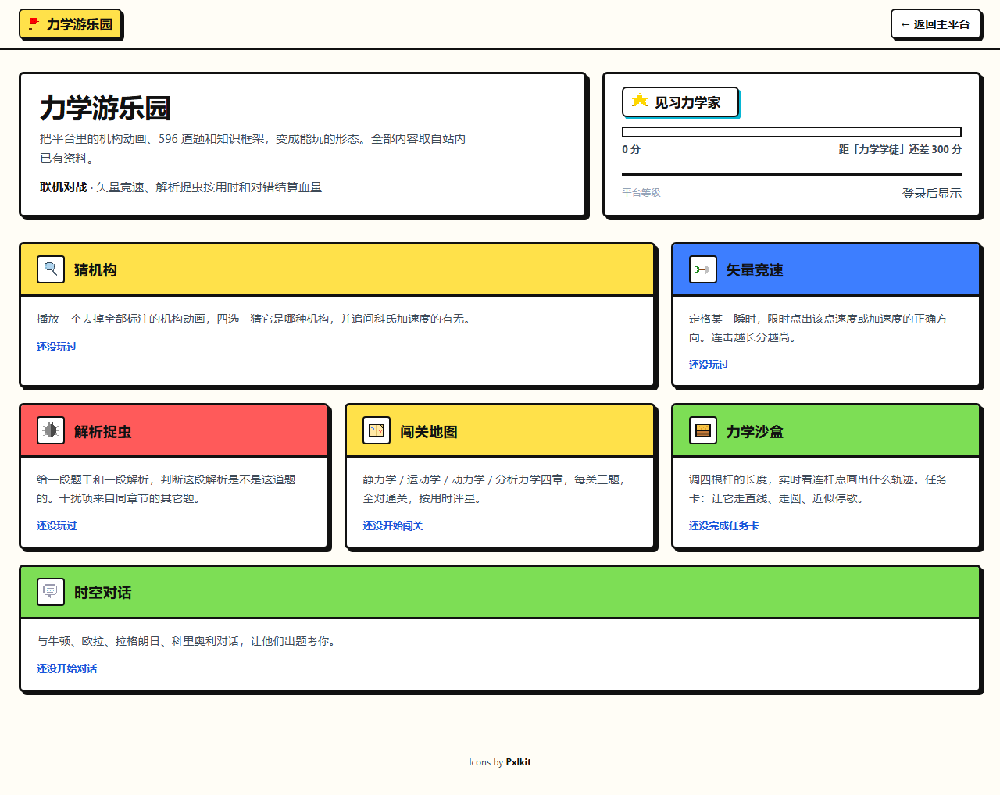 力学游乐园
← 返回主平台
力学游乐园
把平台里的机构动画、596 道题和知识框架，变成能玩的形态。全部内容取自站内
已有资料。
联机对战 · 矢量竞速、解析捉虫按用时和对错结算血量
见习力学家
0 分
距「力学学徒」还差 300 分
平台等级
登录后显示
猜机构
播放一个去掉全部标注的机构动画，四选一猜它是哪种机构，并追问科氏加速度的有无。
还没玩过
矢量竞速
定格某一瞬时，限时点出该点速度或加速度的正确方
向。连击越长分越高。
还没玩过
解析捉虫
给一段题干和一段解析，判断这段解析是不是这道题
的。干扰项来自同章节的其它题。
还没玩过
闯关地图
静力学 / 运动学 / 动力学 / 分析力学四章，每关三题，
全对通关，按用时评星。
还没开始闯关
力学沙盒
调四根杆的长度，实时看连杆点画出什么轨迹。任务
卡：让它走直线、走圆、近似停歇。
还没完成任务卡
时空对话
与牛顿、欧拉、拉格朗日、科里奥利对话，让他们出题考你。
还没开始对话
Icons by Pxlkit